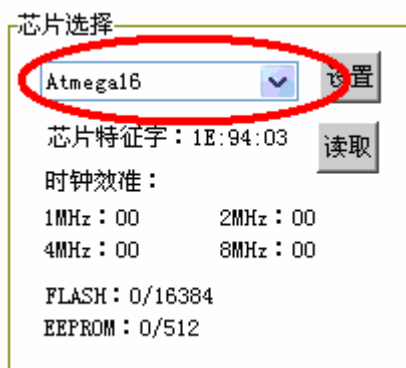 芯片选择
Atmega16 设置
芯片特征字：1E:94:03 读取
时钟效准：
1MHz：00 2MHz：00
4MHz：00 8MHz：00
FLASH：0/16384
EEPROM：0/512